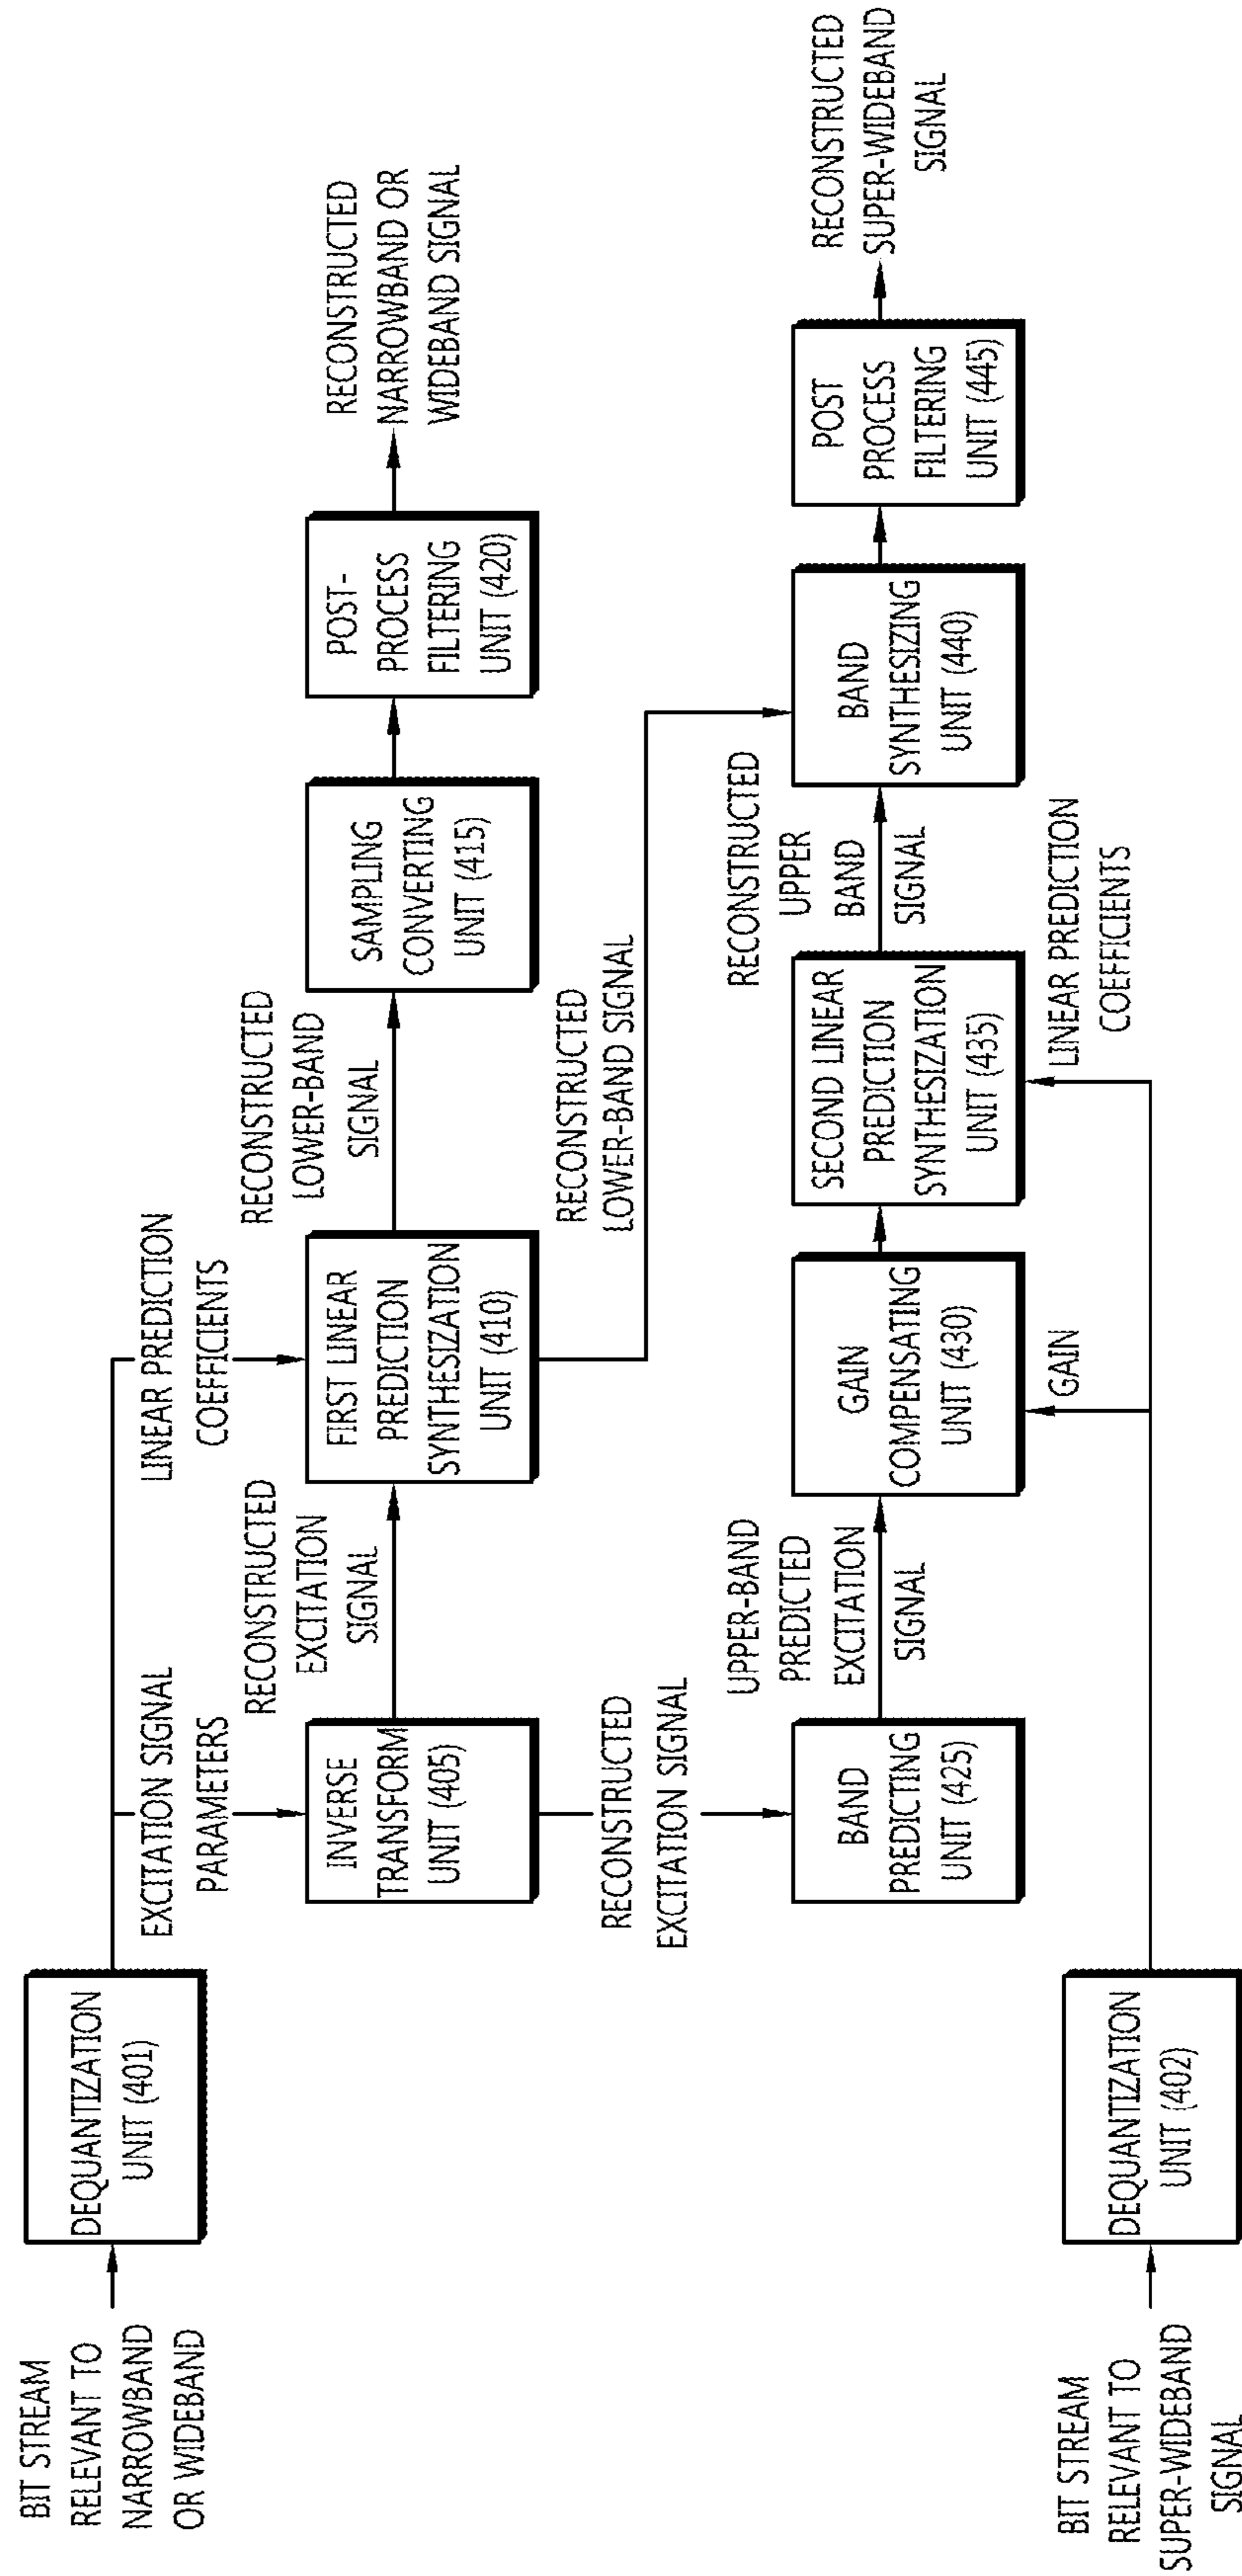 BIT STREAM
RELEVANT TO
NARROWBAND
OR WIDEBAND
DEQUANTIZATION
UNIT (401)
EXCITATION SIGNAL
PARAMETERS
LINEAR PREDICTION
COEFFICIENTS
INVERSE
TRANSFORM
UNIT (405)
RECONSTRUCTED
EXCITATION
SIGNAL
FIRST LINEAR
PREDICTION
SYNTHESIZATION
UNIT (410)
RECONSTRUCTED
LOWER-BAND
SIGNAL
SAMPLING
CONVERTING
UNIT (415)
POST-
PROCESS
FILTERING
UNIT (420)
RECONSTRUCTED
NARROWBAND OR
WIDEBAND SIGNAL
RECONSTRUCTED
EXCITATION SIGNAL
RECONSTRUCTED
LOWER-BAND SIGNAL
BAND
PREDICTING
UNIT (425)
UPPER-BAND
PREDICTED
EXCITATION
SIGNAL
GAIN
COMPENSATING
UNIT (430)
SECOND LINEAR
PREDICTION
SYNTHESIZATION
UNIT (435)
RECONSTRUCTED
UPPER
BAND
SIGNAL
BAND
SYNTHESIZING
UNIT (440)
POST
PROCESS
FILTERING
UNIT (445)
RECONSTRUCTED
SUPER-WIDEBAND
SIGNAL
BIT STREAM
RELEVANT TO
SUPER-WIDEBAND
SIGNAL
DEQUANTIZATION
UNIT (402)
GAIN
LINEAR PREDICTION
COEFFICIENTS